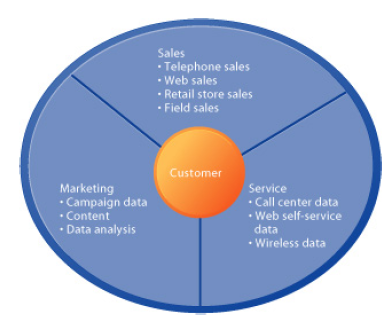 Sales
• Telephone sales
• Web sales
• Retail store sales
• Field sales
Customer
Marketing
• Campaign data
• Content
• Data analysis
Service
• Call center data
• Web self-service
data
• Wireless data